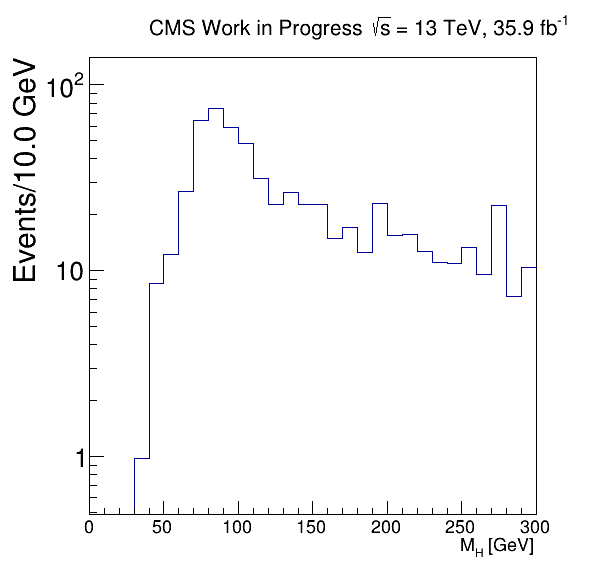 CMS Work in Progress √s = 13 TeV, 35.9 fb⁻¹
Events/10.0 GeV
10²
10
1
0 50 100 150 200 250 300
M_H [GeV]